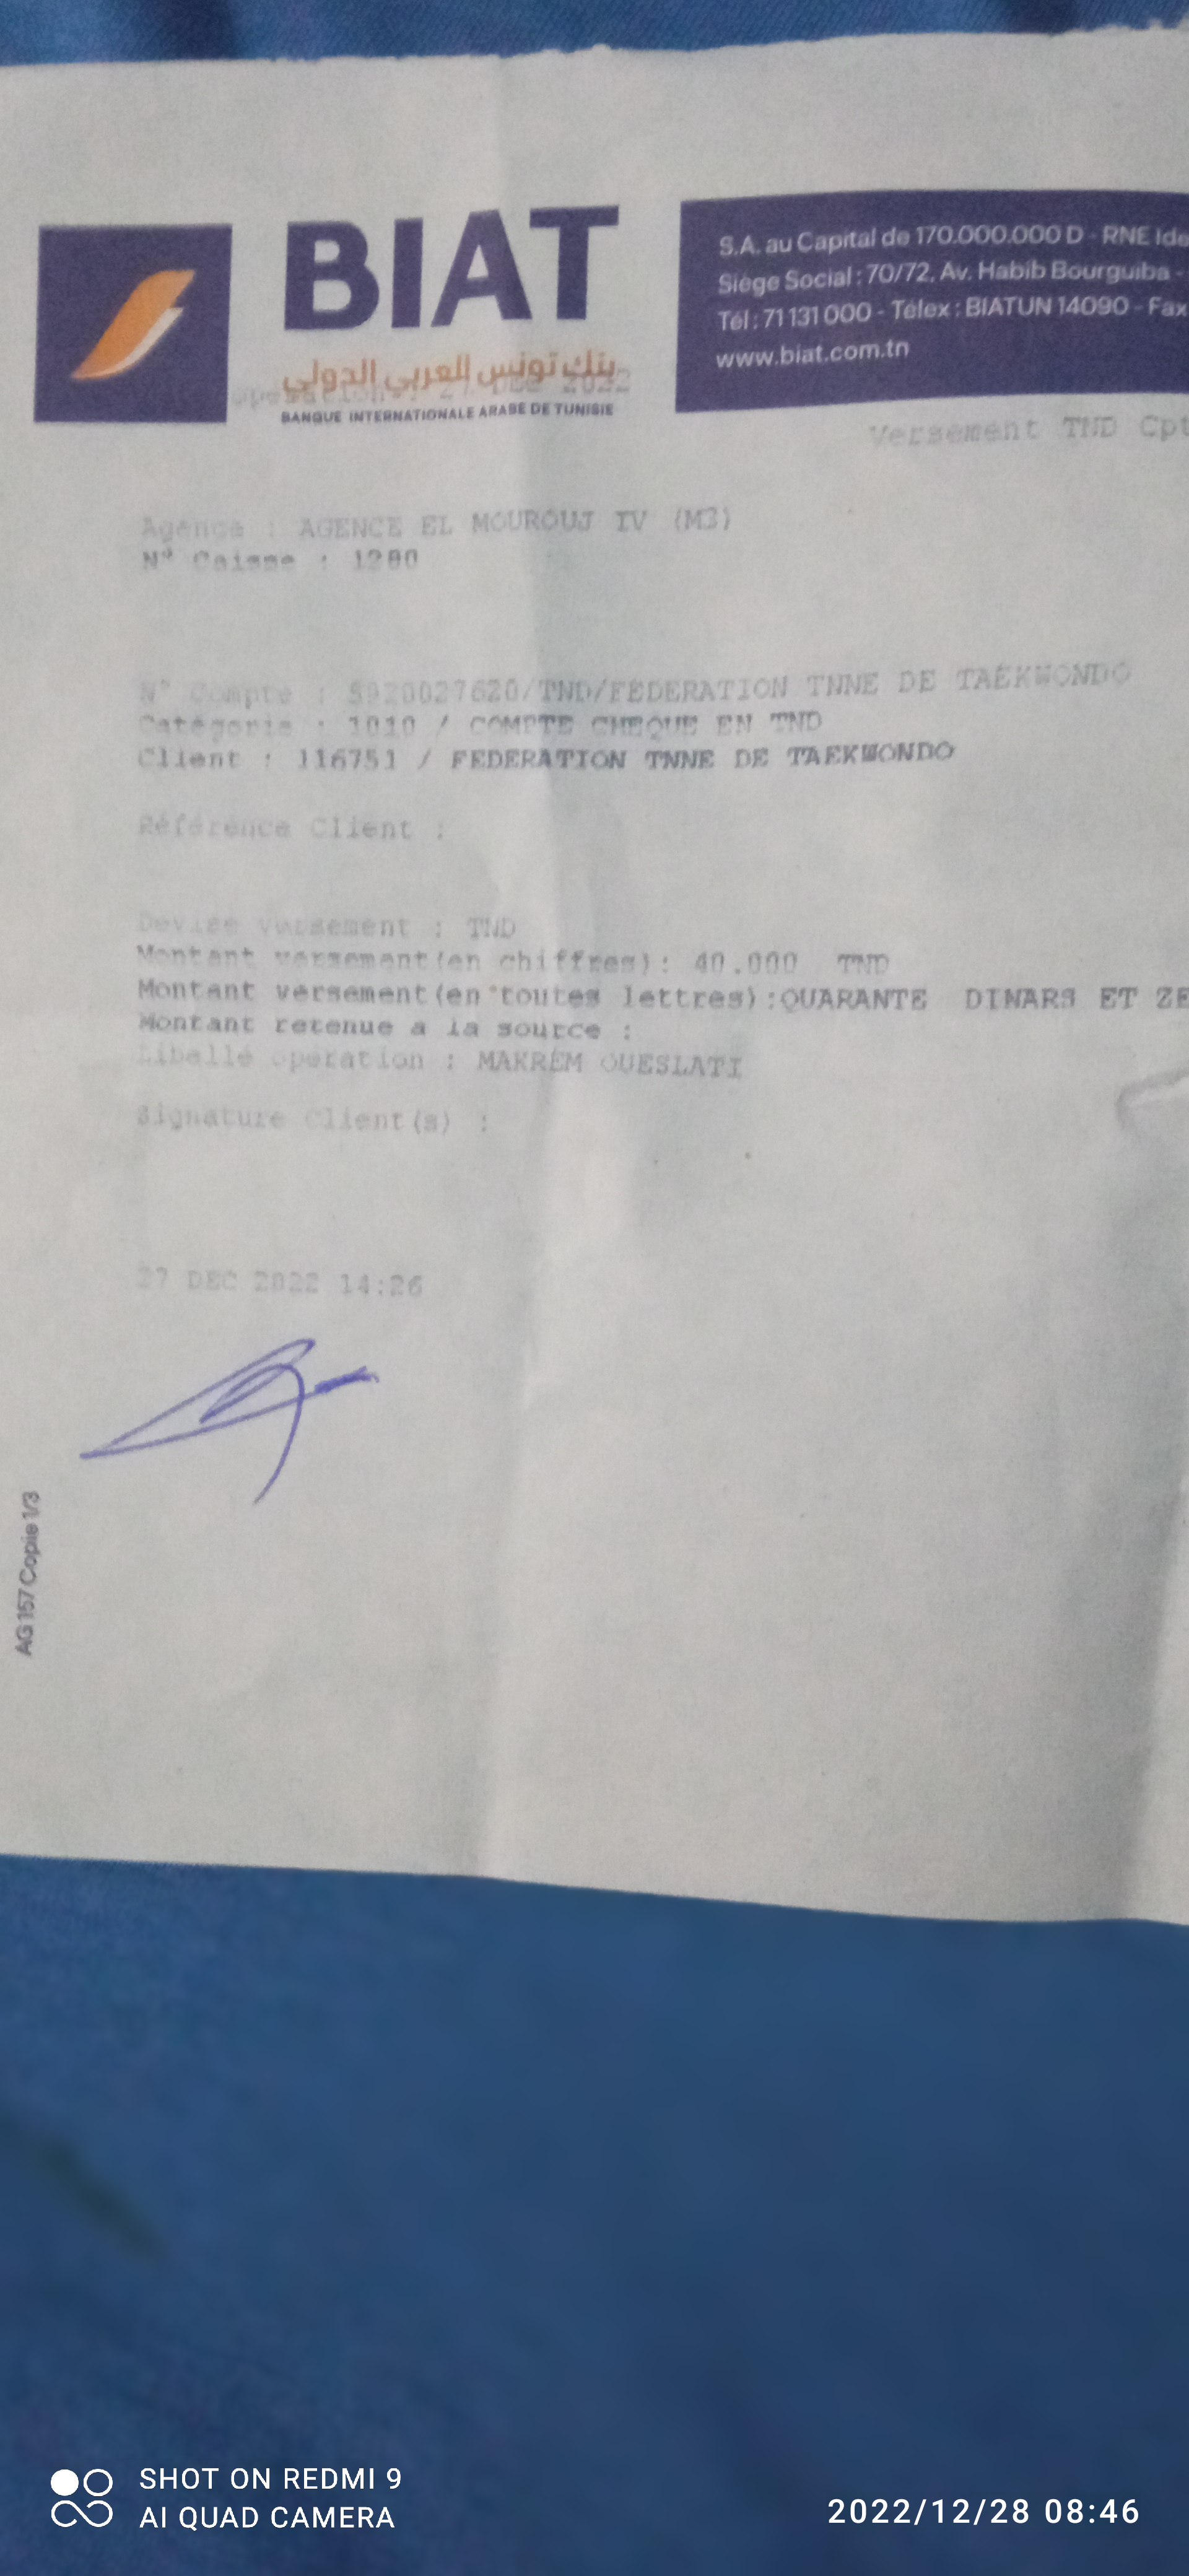 BIAT
بنك تونس العربي الدولي
BANQUE INTERNATIONALE ARABE DE TUNISIE
S.A. au Capital de 170.000.000 D - RNE Ide
Siège Social : 70/72, Av. Habib Bourguiba -
Tél : 71 131 000 - Télex : BIATUN 14090 - Fax
www.biat.com.tn
2022
Versement TND Cpt
Agence : AGENCE EL MOUROUJ IV (M3)
N° Caisse : 1280
N° Compte : 5920027620/TND/FEDERATION TNNE DE TAEKWONDO
Catégorie : 1010 / COMPTE CHEQUE EN TND
Client : 116751 / FEDERATION TNNE DE TAEKWONDO
Référence Client :
Devise versement : TND
Montant versement(en chiffres): 40.000 TND
Montant versement(en toutes lettres):QUARANTE DINARS ET ZE
Montant retenue a la source :
Libellé opération : MAKREM OUESLATI
Signature Client(s) :
27 DEC 2022 14:26
AG 157 Copie 1/3
SHOT ON REDMI 9
AI QUAD CAMERA
2022/12/28 08:46